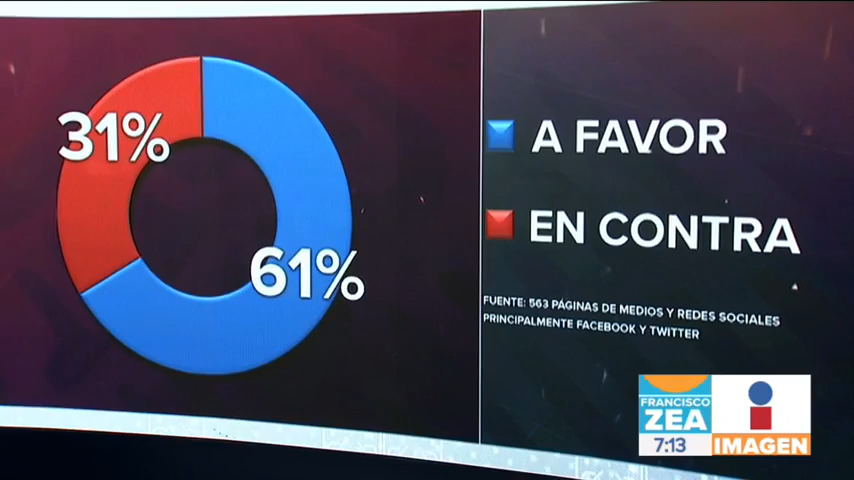 31%
61%
A FAVOR
EN CONTRA
FUENTE: 563 PÁGINAS DE MEDIOS Y REDES SOCIALES
PRINCIPALMENTE FACEBOOK Y TWITTER
FRANCISCO
ZEA
7:13
IMAGEN